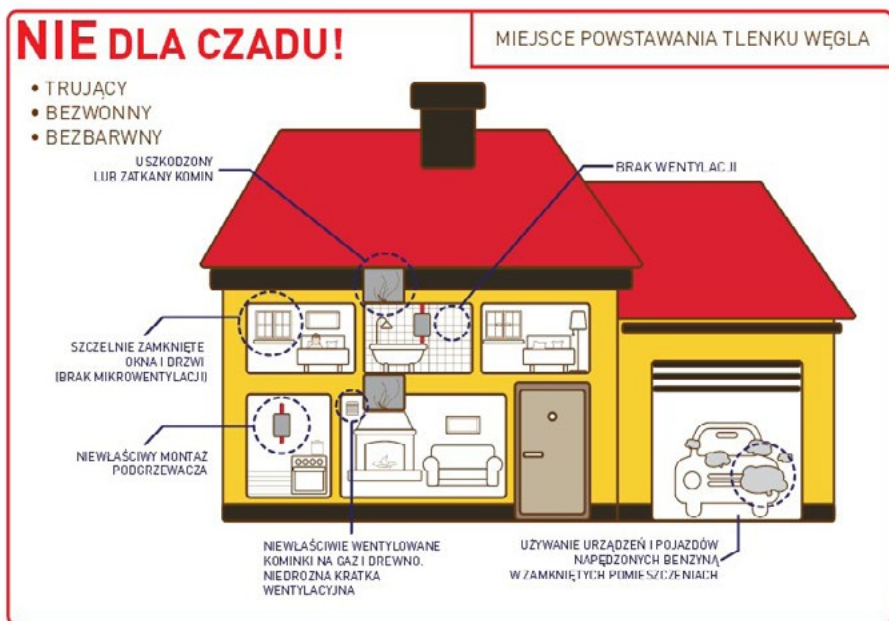 NIE DLA CZADU!
MIEJSCE POWSTAWANIA TLENKU WĘGLA
• TRUJĄCY
• BEZWONNY
• BEZBARWNY
USZKODZONY
LUB ZATKANY KOMIN
BRAK WENTYLACJI
SZCZELNIE ZAMKNIĘTE
OKNA I DRZWI
(BRAK MIKROWENTYLACJI)
NIEWŁAŚCIWY MONTAŻ
PODGRZEWACZA
NIEWŁAŚCIWIE WENTYLOWANE
KOMINKI NA GAZ I DREWNO.
NIEDROŻNA KRATKA
WENTYLACYJNA
UŻYWANIE URZĄDZEŃ I POJAZDÓW
NAPĘDZONYCH BENZYNĄ
W ZAMKNIĘTYCH POMIESZCZENIACH